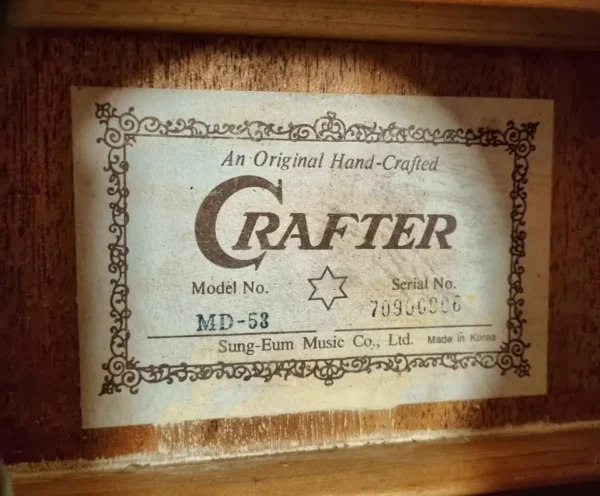 An Original Hand-Crafted
CRAFTER
Model No.
Serial No.
MD-58
Sung-Eum Music Co., Ltd. Made in Korea